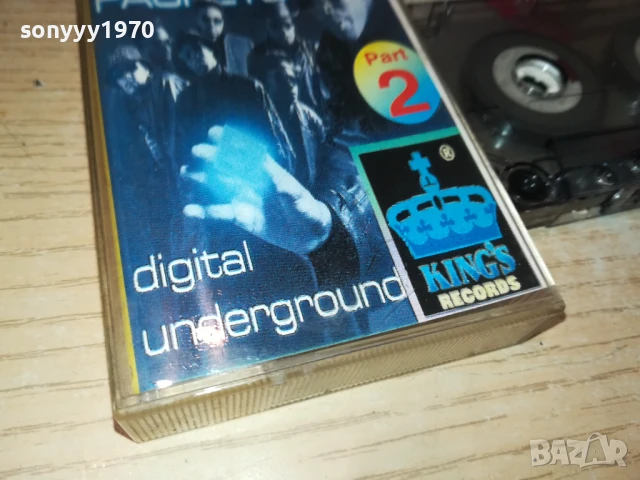 sonyyy1970
Part
2
®
KING'S
RECORDS
digital
underground
BAZAR